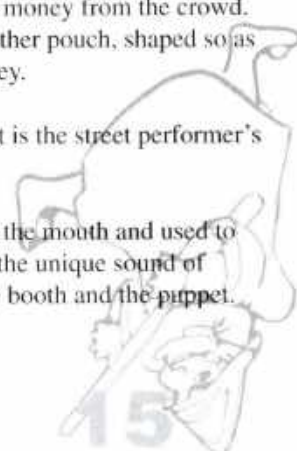 money from the crowd.
ther pouch, shaped so as
ey.
t is the street performer's
the mouth and used to
the unique sound of
booth and the puppet.
15